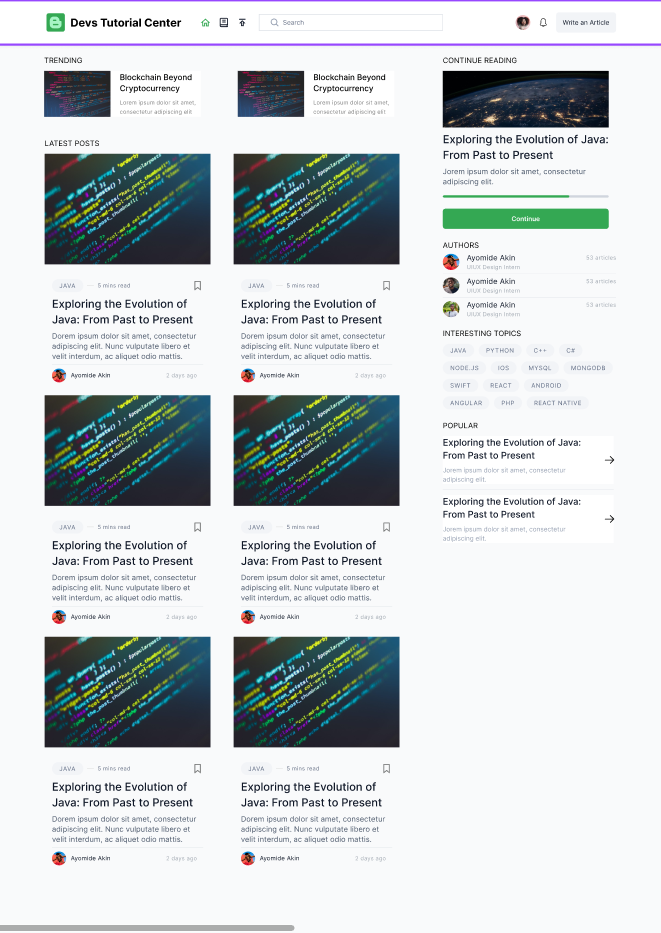 Devs Tutorial Center
Search
Write an Article
TRENDING
Blockchain Beyond
Cryptocurrency
Lorem ipsum dolor sit amet,
consectetur adipiscing elit
Blockchain Beyond
Cryptocurrency
Lorem ipsum dolor sit amet,
consectetur adipiscing elit
LATEST POSTS
JAVA
5 mins read
Exploring the Evolution of
Java: From Past to Present
Lorem ipsum dolor sit amet, consectetur
adipiscing elit. Nunc vulputate libero et
velit interdum, ac aliquet odio mattis.
Ayomide Akin
2 days ago
JAVA
5 mins read
Exploring the Evolution of
Java: From Past to Present
Lorem ipsum dolor sit amet, consectetur
adipiscing elit. Nunc vulputate libero et
velit interdum, ac aliquet odio mattis.
Ayomide Akin
2 days ago
JAVA
5 mins read
Exploring the Evolution of
Java: From Past to Present
Lorem ipsum dolor sit amet, consectetur
adipiscing elit. Nunc vulputate libero et
velit interdum, ac aliquet odio mattis.
Ayomide Akin
2 days ago
JAVA
5 mins read
Exploring the Evolution of
Java: From Past to Present
Lorem ipsum dolor sit amet, consectetur
adipiscing elit. Nunc vulputate libero et
velit interdum, ac aliquet odio mattis.
Ayomide Akin
2 days ago
JAVA
5 mins read
Exploring the Evolution of
Java: From Past to Present
Lorem ipsum dolor sit amet, consectetur
adipiscing elit. Nunc vulputate libero et
velit interdum, ac aliquet odio mattis.
Ayomide Akin
2 days ago
JAVA
5 mins read
Exploring the Evolution of
Java: From Past to Present
Lorem ipsum dolor sit amet, consectetur
adipiscing elit. Nunc vulputate libero et
velit interdum, ac aliquet odio mattis.
Ayomide Akin
2 days ago
CONTINUE READING
Exploring the Evolution of Java:
From Past to Present
Lorem ipsum dolor sit amet, consectetur
adipiscing elit.
Continue
AUTHORS
Ayomide Akin
53 articles
UIUX Design Intern
Ayomide Akin
53 articles
UIUX Design Intern
Ayomide Akin
53 articles
UIUX Design Intern
INTERESTING TOPICS
JAVA PYTHON C++ C#
NODE.JS IOS MYSQL MONGODB
SWIFT REACT ANDROID
ANGULAR PHP REACT NATIVE
POPULAR
Exploring the Evolution of Java:
From Past to Present
Lorem ipsum dolor sit amet, consectetur
adipiscing elit.
Exploring the Evolution of Java:
From Past to Present
Lorem ipsum dolor sit amet, consectetur
adipiscing elit.